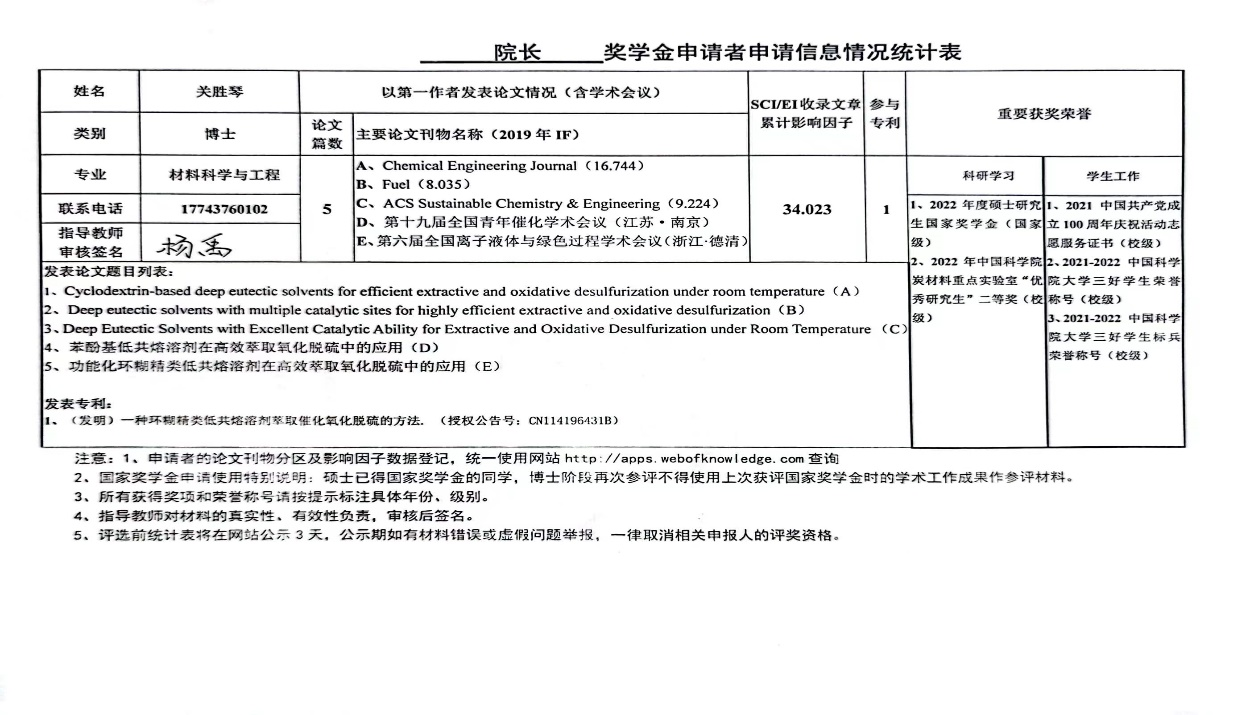 院长 奖学金申请者申请信息情况统计表
姓名 关胜琴 以第一作者发表论文情况（含学术会议） SCI/EI收录文章累计影响因子 参与专利 重要获奖荣誉
类别 博士 论文篇数 主要论文刊物名称（2019 年 IF）
专业 材料科学与工程 科研学习 学生工作
联系电话 17743760102
指导教师审核签名 杨禹
5
A、Chemical Engineering Journal（16.744）
B、Fuel（8.035）
C、ACS Sustainable Chemistry & Engineering（9.224）
D、第十九届全国青年催化学术会议（江苏·南京）
E、第六届全国离子液体与绿色过程学术会议（浙江·德清）
34.023
1
1、2022 年度硕士研究
生国家奖学金（国家
级）
2、2022 年中国科学院
炭材料重点实验室“优
秀研究生”二等奖（校
级）
1、2021 中国共产党成
立 100 周年庆祝活动志
愿服务证书（校级）
2、2021-2022 中国科学
院大学三好学生荣誉
称号（校级）
3、2021-2022 中国科学
院大学三好学生标兵
荣誉称号（校级）
发表论文题目列表：
1、Cyclodextrin-based deep eutectic solvents for efficient extractive and oxidative desulfurization under room temperature（A）
2、Deep eutectic solvents with multiple catalytic sites for highly efficient extractive and oxidative desulfurization（B）
3、Deep Eutectic Solvents with Excellent Catalytic Ability for Extractive and Oxidative Desulfurization under Room Temperature （C）
4、苯酚基低共熔溶剂在高效萃取氧化脱硫中的应用（D）
5、功能化环糊精类低共熔溶剂在高效萃取氧化脱硫中的应用（E）
发表专利：
1、（发明）一种环糊精类低共熔溶剂萃取催化氧化脱硫的方法. （授权公告号：CN114196431B）
注意：1、申请者的论文刊物分区及影响因子数据登记，统一使用网站 http://apps.webofknowledge.com 查询
2、国家奖学金申请使用特别说明：硕士已得国家奖学金的同学，博士阶段再次参评不得使用上次获评国家奖学金时的学术工作成果作参评材料。
3、所有获得奖项和荣誉称号请按提示标注具体年份、级别。
4、指导教师对材料的真实性、有效性负责，审核后签名。
5、评选前统计表将在网站公示 3 天，公示期如有材料错误或虚假问题举报，一律取消相关申报人的评奖资格。